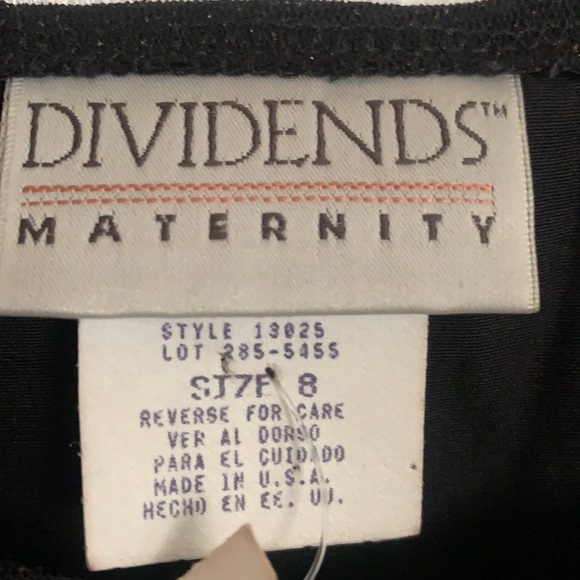 DIVIDENDS™
MATERNITY
STYLE 13025
LOT 285-5455
SIZE 8
REVERSE FOR CARE
VER AL DORSO
PARA EL CUIDADO
MADE IN U.S.A.
HECHO EN EE. UU.